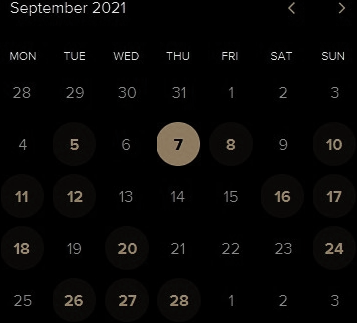 September 2021
MON TUE WED THU FRI SAT SUN
28 29 30 31 1 2 3
4 5 6 7 8 9 10
11 12 13 14 15 16 17
18 19 20 21 22 23 24
25 26 27 28 1 2 3